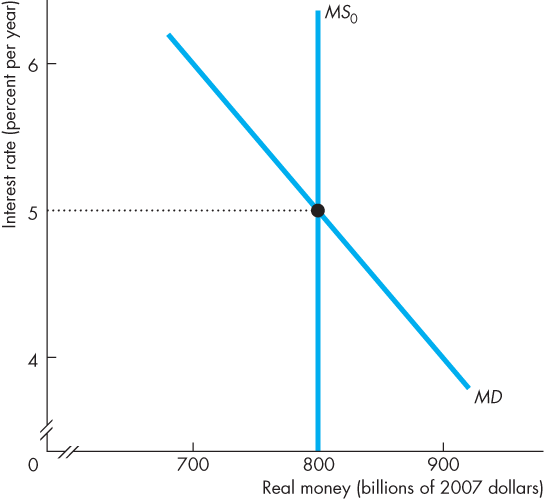 Interest rate (percent per year)
MS0
6
5
4
MD
0
700
800
900
Real money (billions of 2007 dollars)